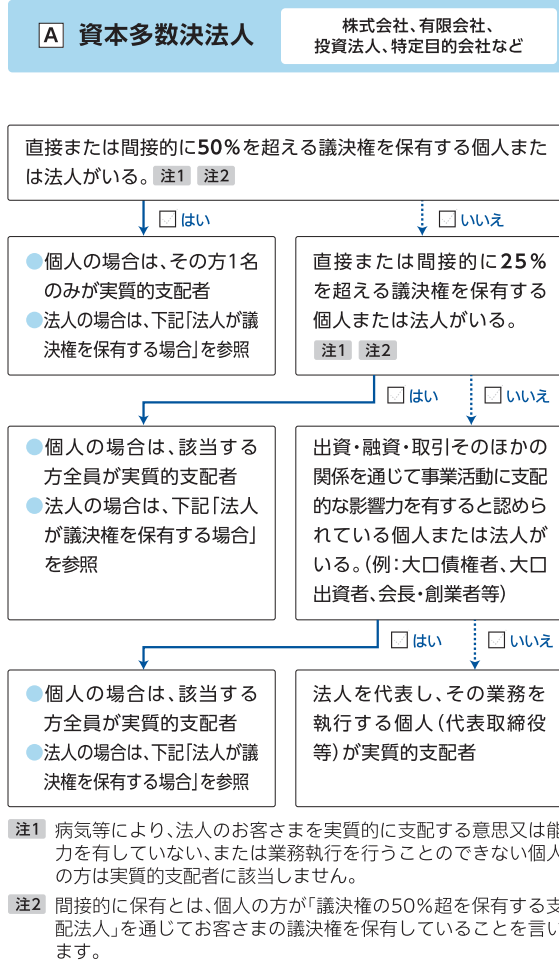 A 資本多数決法人
株式会社、有限会社、
投資法人、特定目的会社など
直接または間接的に50%を超える議決権を保有する個人また
は法人がいる。 注1 注2
はい
いいえ
●個人の場合は、その方1名
のみが実質的支配者
●法人の場合は、下記「法人が議
決権を保有する場合」を参照
直接または間接的に25%
を超える議決権を保有する
個人または法人がいる。
注1 注2
はい
いいえ
●個人の場合は、該当する
方全員が実質的支配者
●法人の場合は、下記「法人
が議決権を保有する場合」
を参照
出資・融資・取引そのほかの
関係を通じて事業活動に支配
的な影響力を有すると認めら
れている個人または法人が
いる。(例:大口債権者、大口
出資者、会長・創業者等)
はい
いいえ
●個人の場合は、該当する
方全員が実質的支配者
●法人の場合は、下記「法人が議
決権を保有する場合」を参照
法人を代表し、その業務を
執行する個人(代表取締役
等)が実質的支配者
注1 病気等により、法人のお客さまを実質的に支配する意思又は能
力を有していない、または業務執行を行うことのできない個人
の方は実質的支配者に該当しません。
注2 間接的に保有とは、個人の方が「議決権の50%超を保有する支
配法人」を通じてお客さまの議決権を保有していることを言い
ます。